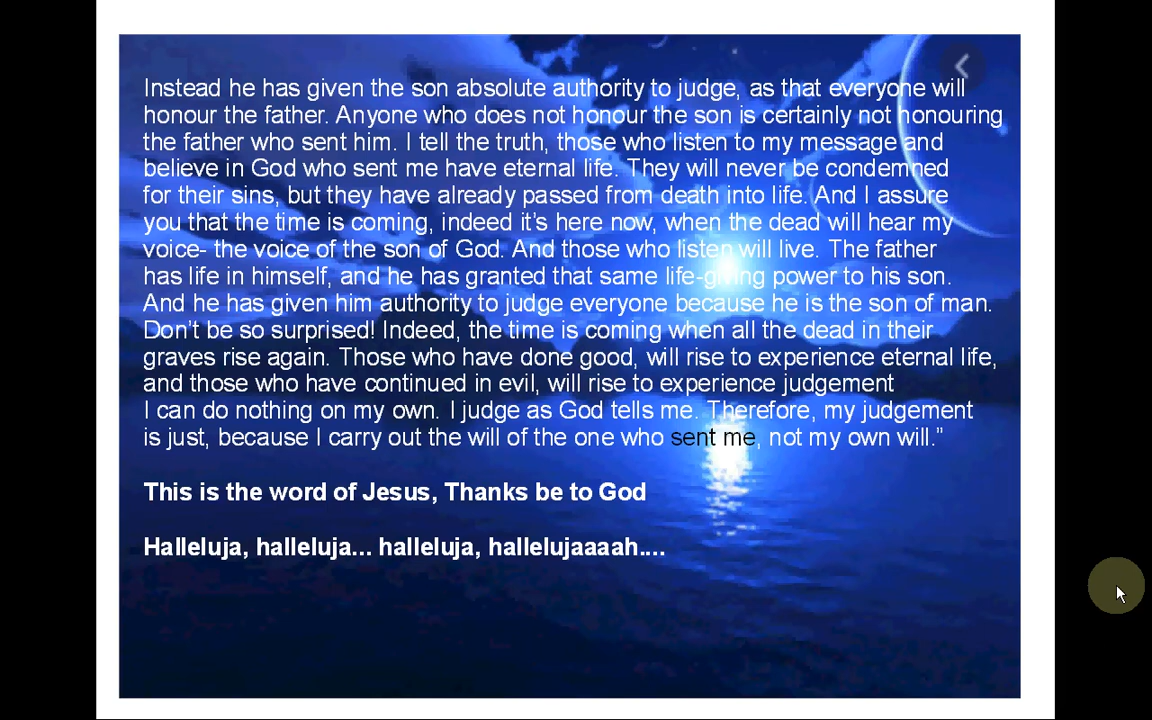 Instead he has given the son absolute authority to judge, as that everyone will
honour the father. Anyone who does not honour the son is certainly not honouring
the father who sent him. I tell the truth, those who listen to my message and
believe in God who sent me have eternal life. They will never be condemned
for their sins, but they have already passed from death into life. And I assure
you that the time is coming, indeed it's here now, when the dead will hear my
voice- the voice of the son of God. And those who listen will live. The father
has life in himself, and he has granted that same life-giving power to his son.
And he has given him authority to judge everyone because he is the son of man.
Don't be so surprised! Indeed, the time is coming when all the dead in their
graves rise again. Those who have done good, will rise to experience eternal life,
and those who have continued in evil, will rise to experience judgement
I can do nothing on my own. I judge as God tells me. Therefore, my judgement
is just, because I carry out the will of the one who sent me, not my own will."
This is the word of Jesus, Thanks be to God
Halleluja, halleluja... halleluja, hallelujaaaah....